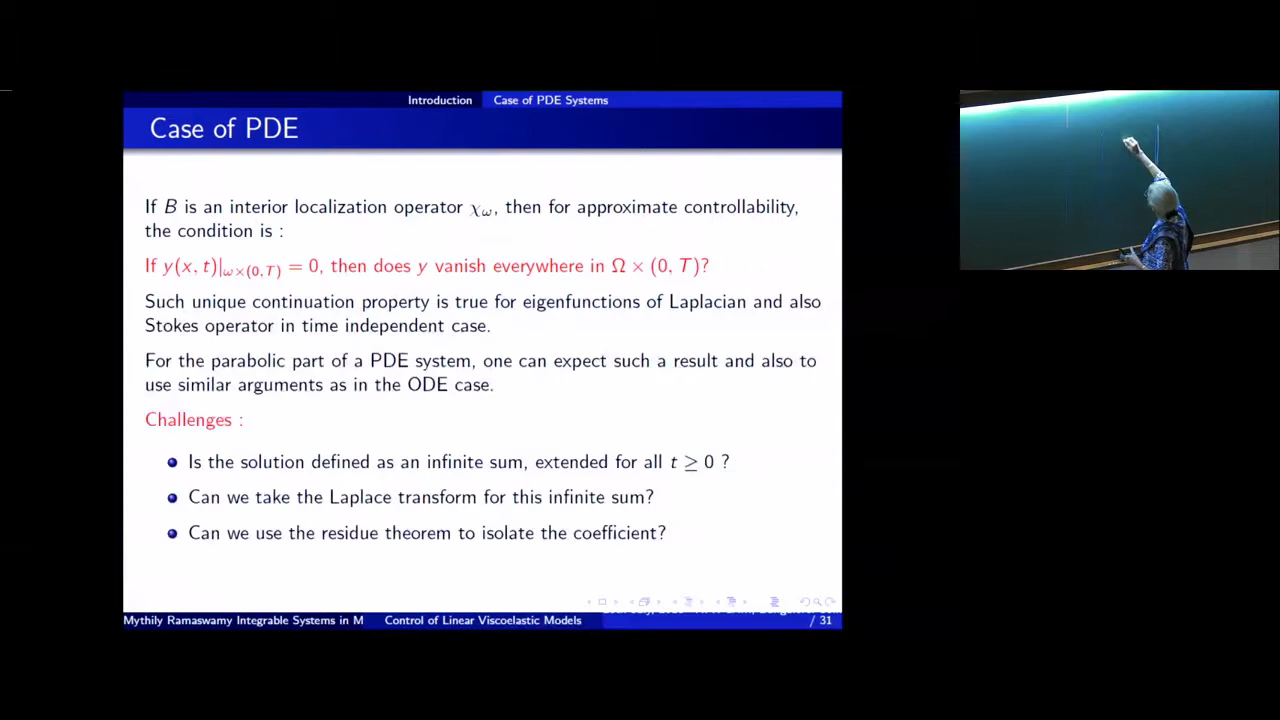 Introduction Case of PDE Systems
Case of PDE
If B is an interior localization operator χω, then for approximate controllability,
the condition is :
If y(x, t)|ω×(0,T) = 0, then does y vanish everywhere in Ω × (0, T)?
Such unique continuation property is true for eigenfunctions of Laplacian and also
Stokes operator in time independent case.
For the parabolic part of a PDE system, one can expect such a result and also to
use similar arguments as in the ODE case.
Challenges :
Is the solution defined as an infinite sum, extended for all t ≥ 0 ?
Can we take the Laplace transform for this infinite sum?
Can we use the residue theorem to isolate the coefficient?
Mythily Ramaswamy Integrable Systems in M Control of Linear Viscoelastic Models / 31